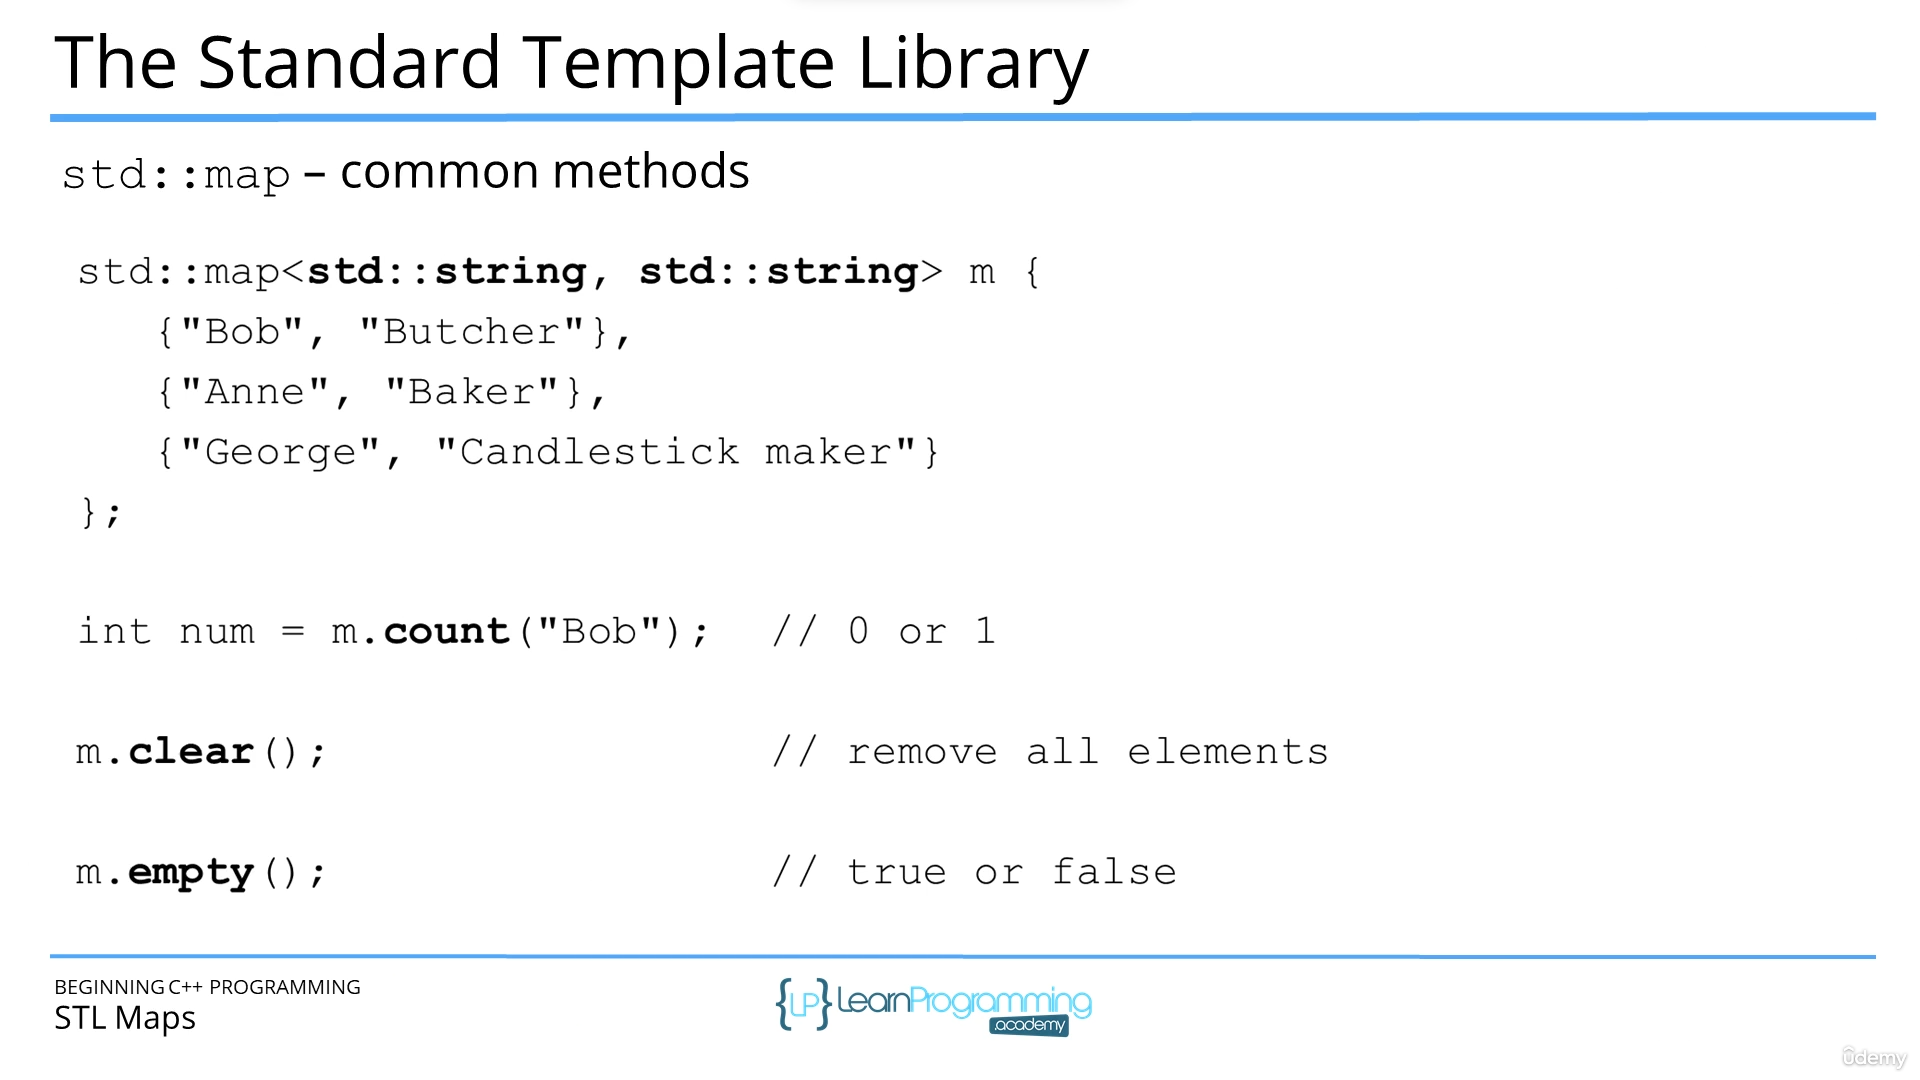 The Standard Template Library
std::map – common methods
std::map<std::string, std::string> m {
{"Bob", "Butcher"},
{"Anne", "Baker"},
{"George", "Candlestick maker"}
};
int num = m.count("Bob"); // 0 or 1
m.clear(); // remove all elements
m.empty(); // true or false
BEGINNING C++ PROGRAMMING
STL Maps
{LP} LearnProgramming
.academy
ûdemy